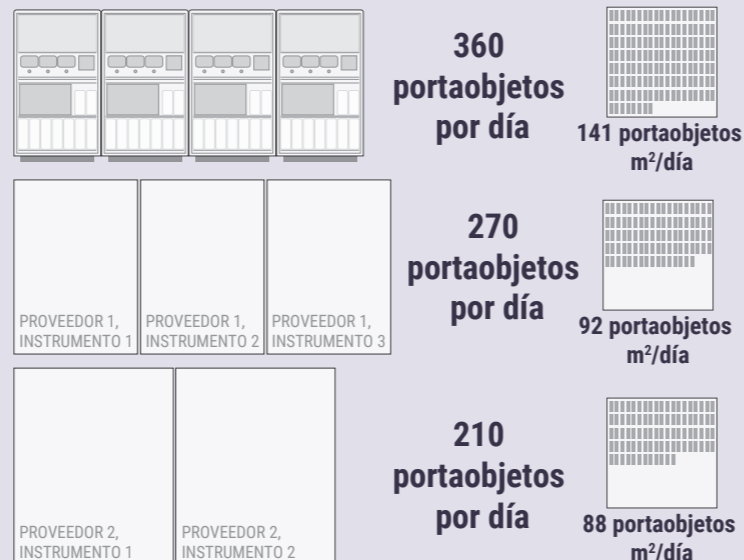 360
portaobjetos
por día
141 portaobjetos
m²/día
PROVEEDOR 1,
INSTRUMENTO 1
PROVEEDOR 1,
INSTRUMENTO 2
PROVEEDOR 1,
INSTRUMENTO 3
270
portaobjetos
por día
92 portaobjetos
m²/día
PROVEEDOR 2,
INSTRUMENTO 1
PROVEEDOR 2,
INSTRUMENTO 2
210
portaobjetos
por día
88 portaobjetos
m²/día